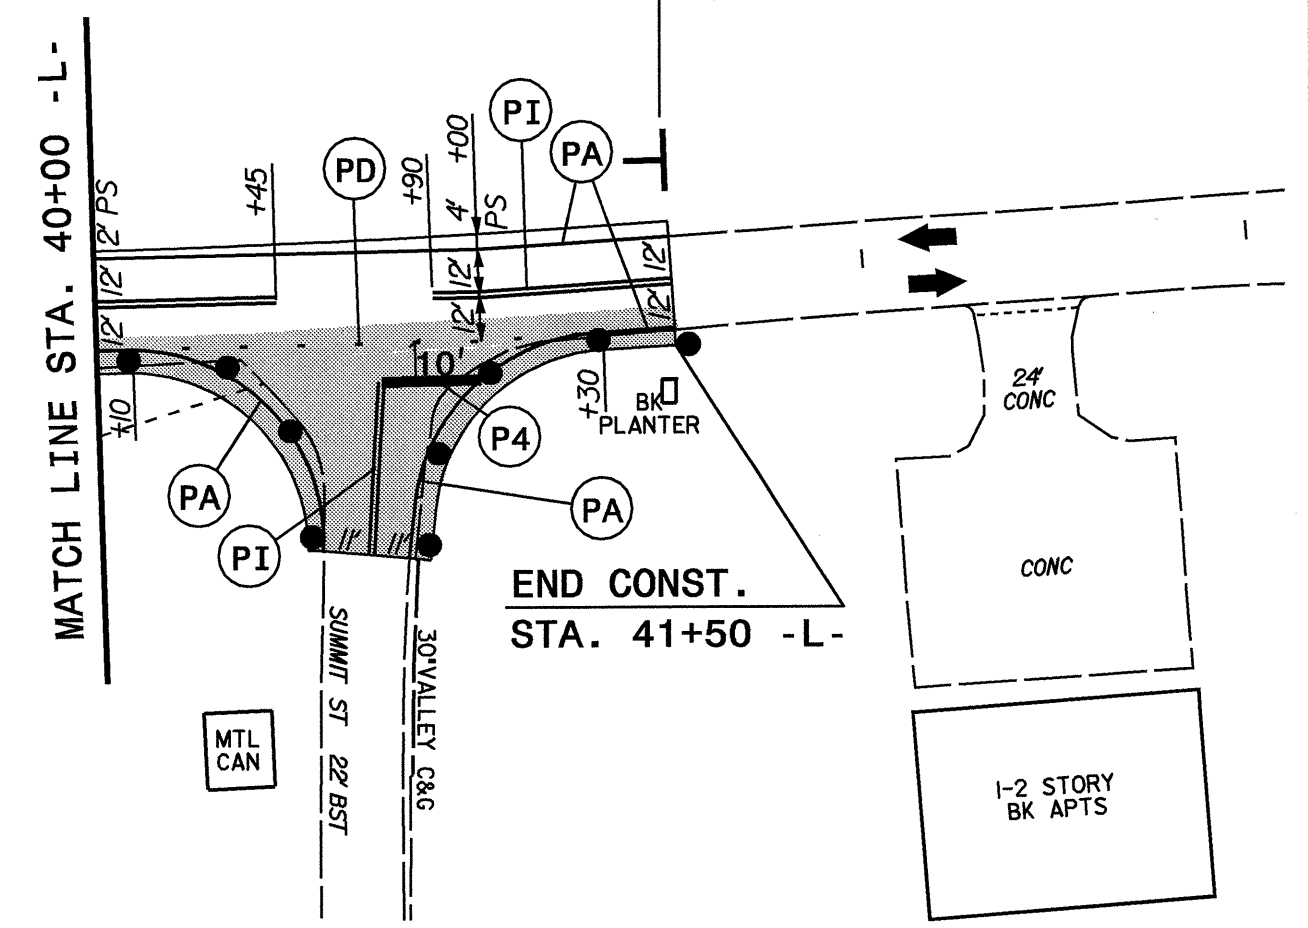 MATCH LINE STA. 40+00 -L-
2' PS
12'
12'
+45
PD
+90
+00
4'
PS
PI
PA
12'
12'
12'
12'
+10
10'
+30
BK
PLANTER
P4
PA
PI
PA
11'
11'
END CONST.
STA. 41+50 -L-
24'
CONC
CONC
SUMMIT ST 22' BST
30" VALLEY C&G
MTL
CAN
1-2 STORY
BK APTS